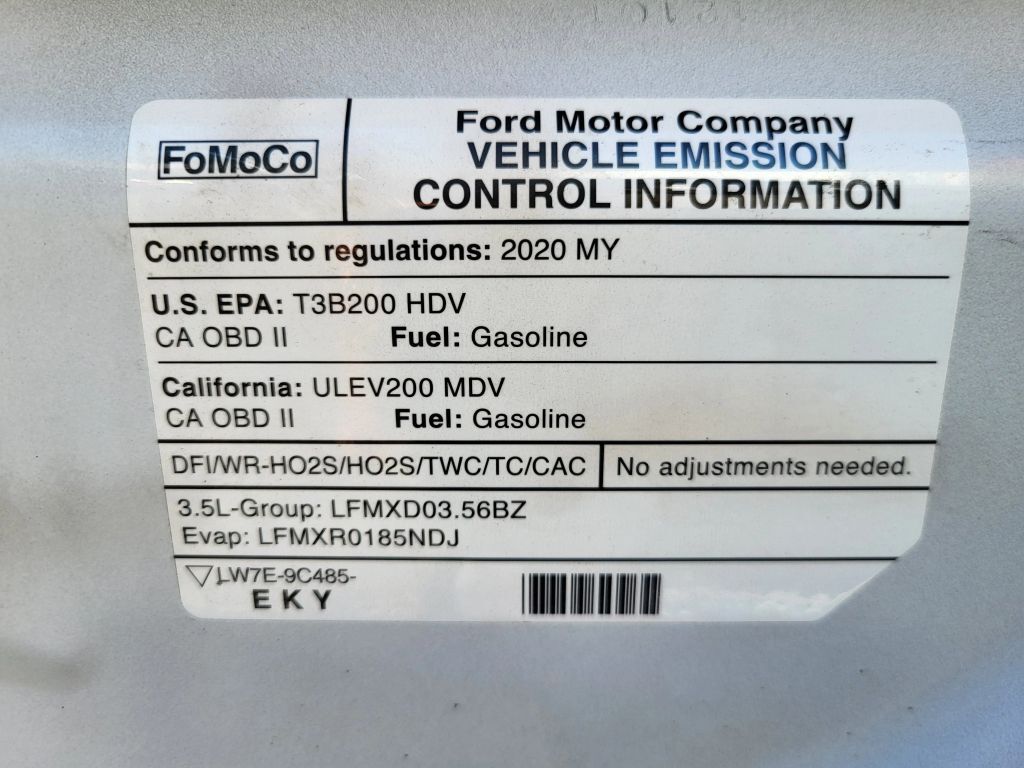 FoMoCo
Ford Motor Company
VEHICLE EMISSION
CONTROL INFORMATION
Conforms to regulations: 2020 MY
U.S. EPA: T3B200 HDV
CA OBD II Fuel: Gasoline
California: ULEV200 MDV
CA OBD II Fuel: Gasoline
DFI/WR-HO2S/HO2S/TWC/TC/CAC
No adjustments needed.
3.5L-Group: LFMXD03.56BZ
Evap: LFMXR0185NDJ
LW7E-9C485-
EKY